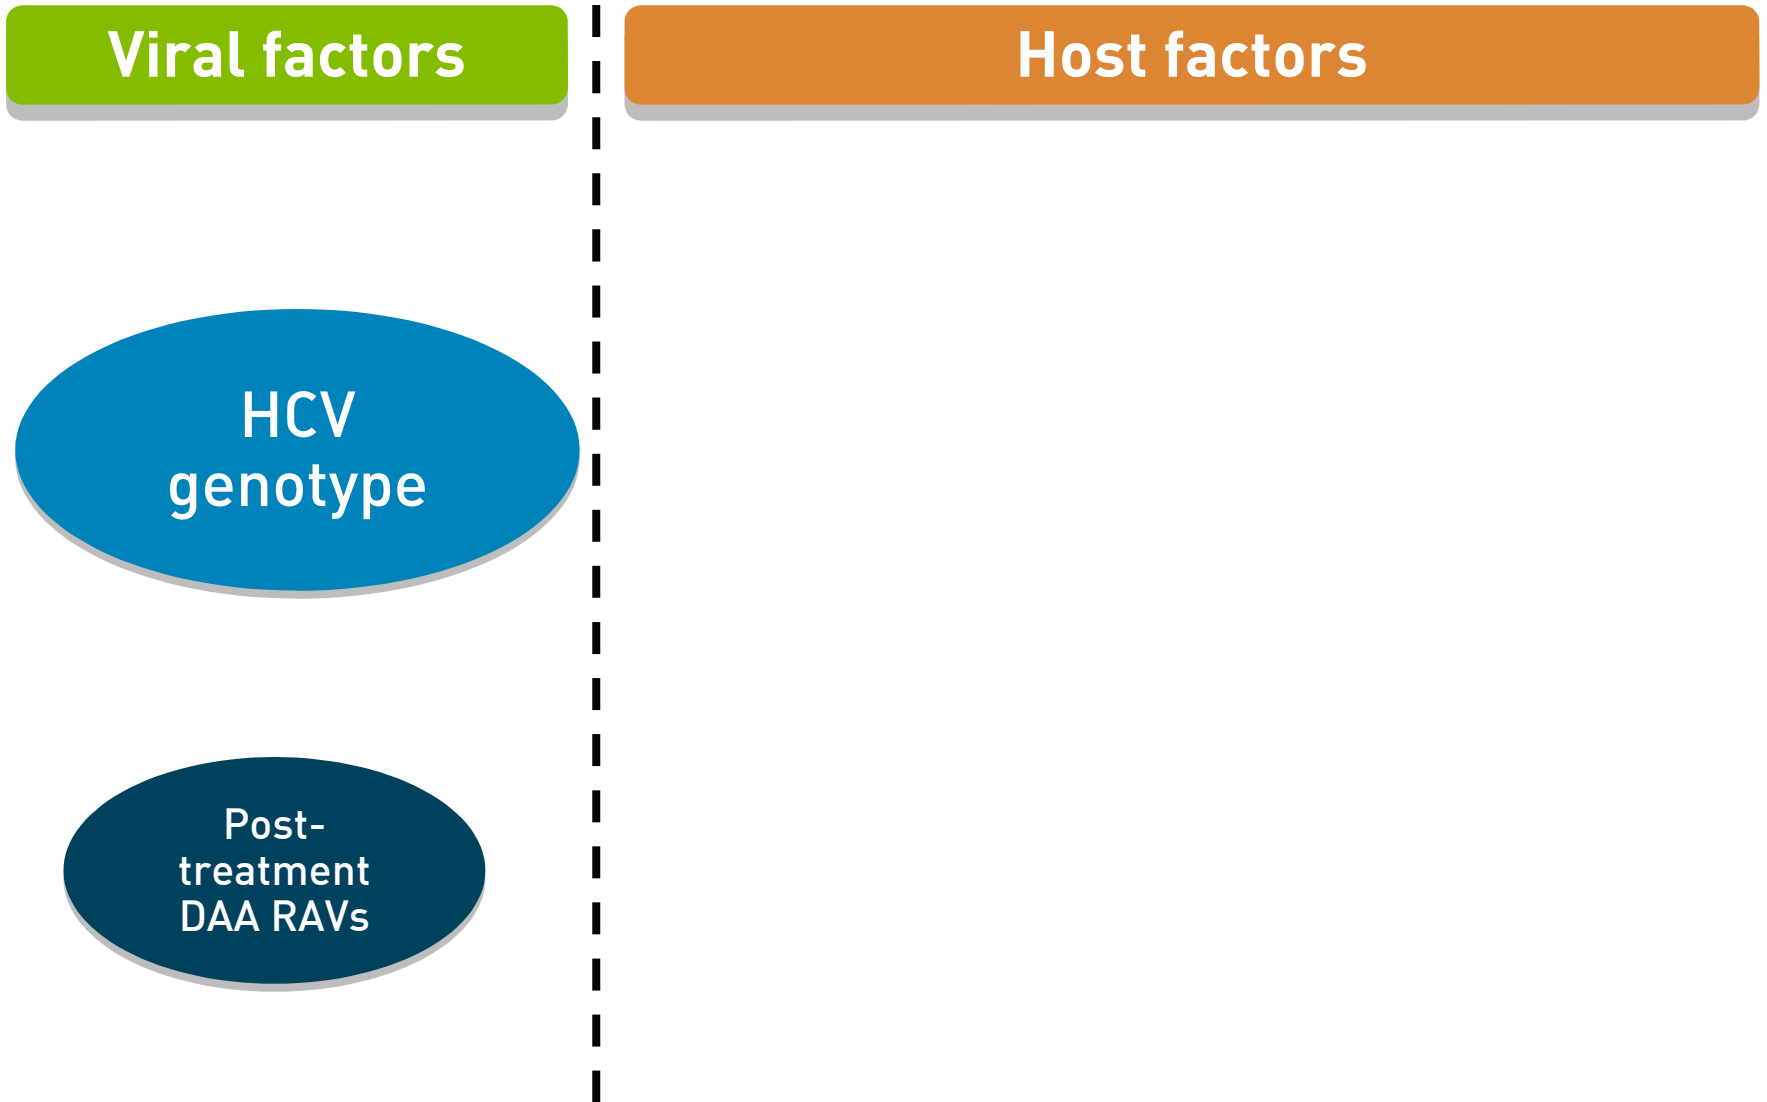 Viral factors
Host factors
HCV
genotype
Post-
treatment
DAA RAVs